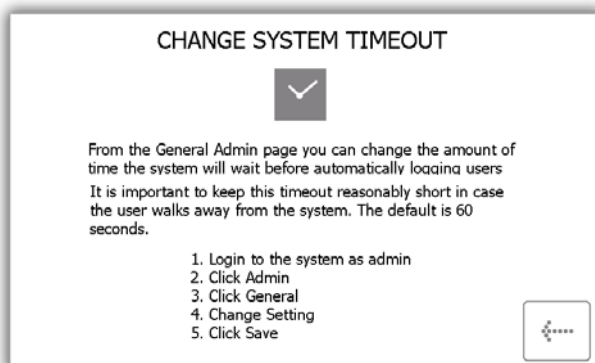 CHANGE SYSTEM TIMEOUT
From the General Admin page you can change the amount of
time the system will wait before automatically logging users
It is important to keep this timeout reasonably short in case
the user walks away from the system. The default is 60
seconds.
1. Login to the system as admin
2. Click Admin
3. Click General
4. Change Setting
5. Click Save